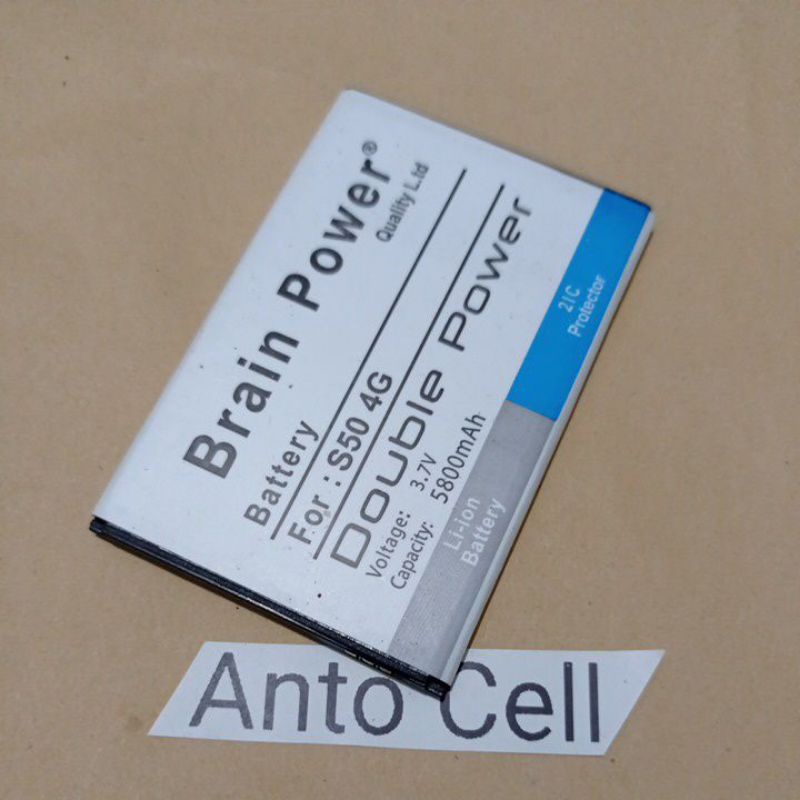 Brain Power®
Quality L.td
Battery
For : S50 4G
Double Power
Voltage: 3.7V
Capacity: 5800mAh
Li-ion
Battery
2IC
Protector
Anto Cell